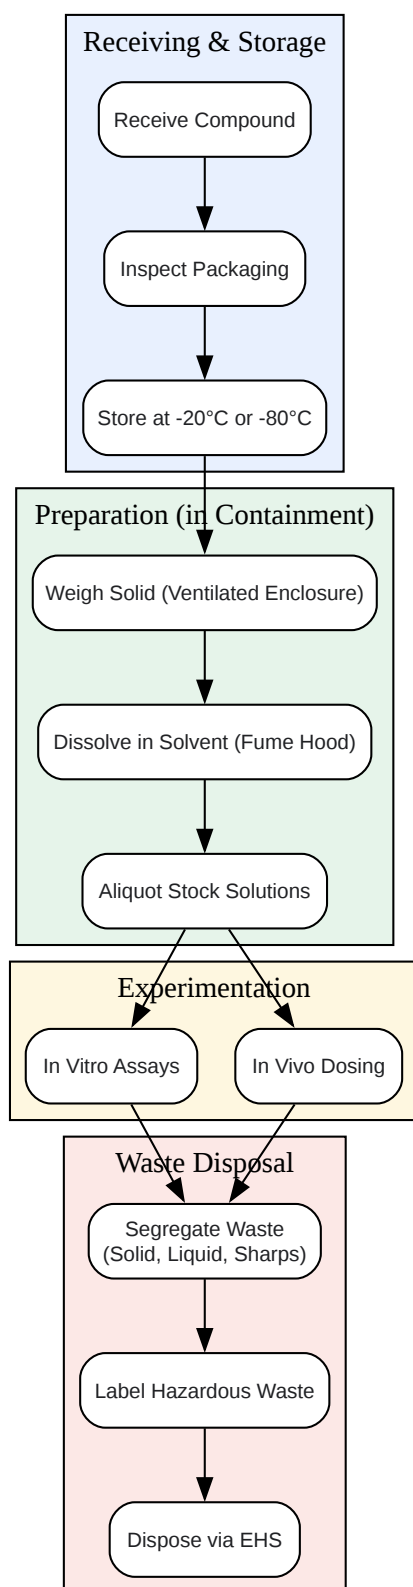 Receiving & Storage
Receive Compound
Inspect Packaging
Store at -20°C or -80°C
Preparation (in Containment)
Weigh Solid (Ventilated Enclosure)
Dissolve in Solvent (Fume Hood)
Aliquot Stock Solutions
Experimentation
In Vitro Assays
In Vivo Dosing
Waste Disposal
Segregate Waste
(Solid, Liquid, Sharps)
Label Hazardous Waste
Dispose via EHS